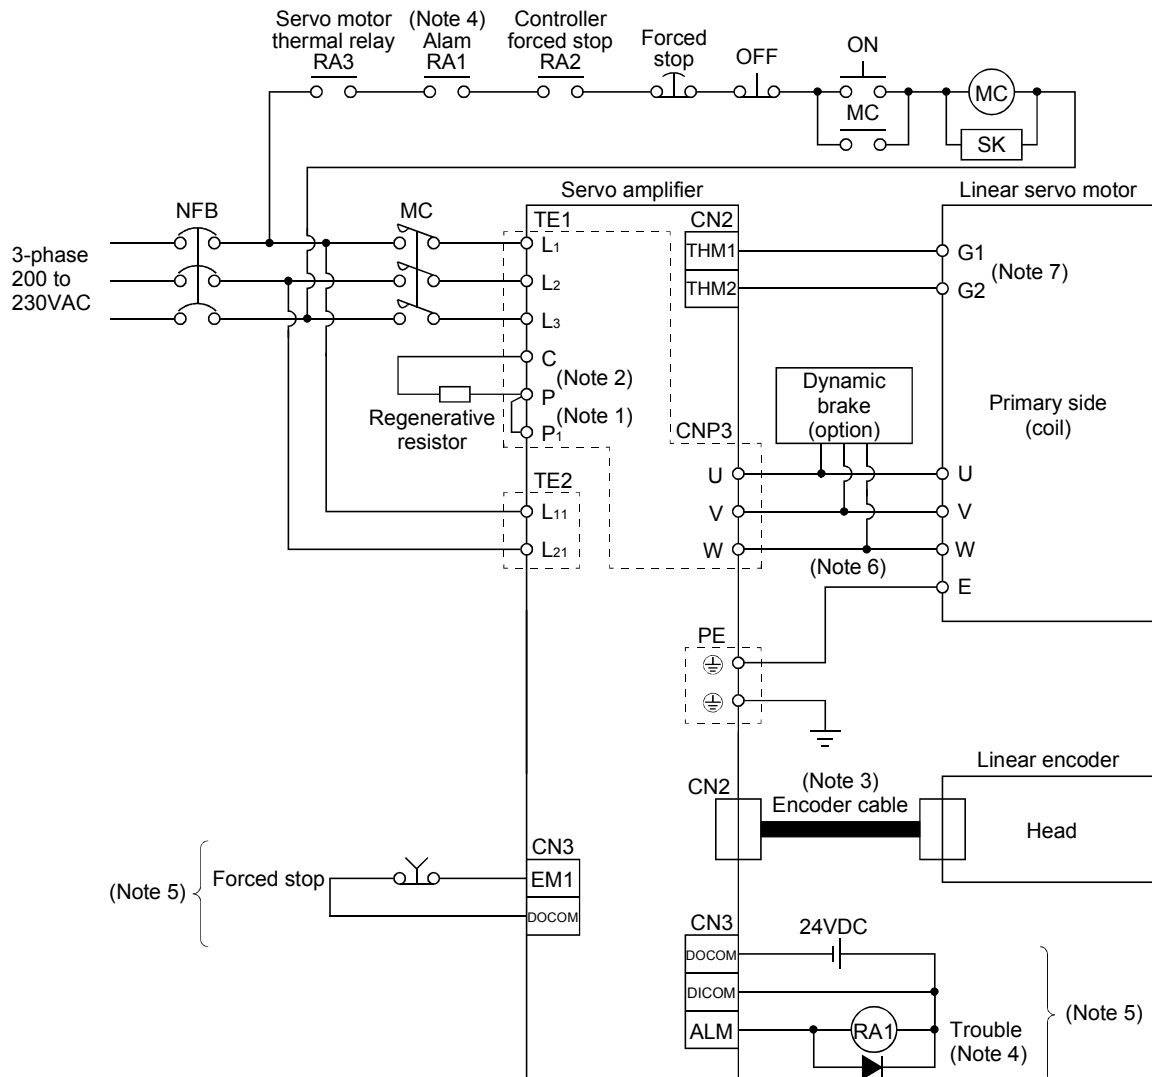 Servo motor
thermal relay
RA3
(Note 4)
Alam
RA1
Controller
forced stop
RA2
Forced
stop
OFF
ON
MC
MC
SK
3-phase
200 to
230VAC
NFB
MC
Servo amplifier
Linear servo motor
TE1
L1
L2
L3
C
P
P1
(Note 2)
(Note 1)
Regenerative
resistor
TE2
L11
L21
CN2
THM1
THM2
G1
G2
(Note 7)
Dynamic
brake
(option)
Primary side
(coil)
CNP3
U
V
W
U
V
W
E
(Note 6)
PE
Linear encoder
CN2
(Note 3)
Encoder cable
Head
CN3
(Note 5)
Forced stop
EM1
DOCOM
CN3
24VDC
DOCOM
DICOM
ALM
RA1
Trouble
(Note 4)
(Note 5)